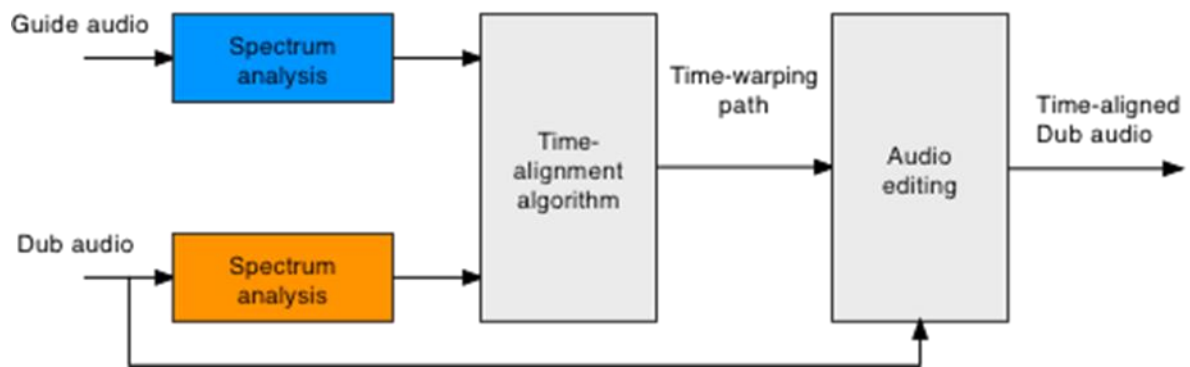 Guide audio
Spectrum
analysis
Time-warping
path
Time-aligned
Dub audio
Time-
alignment
algorithm
Audio
editing
Dub audio
Spectrum
analysis